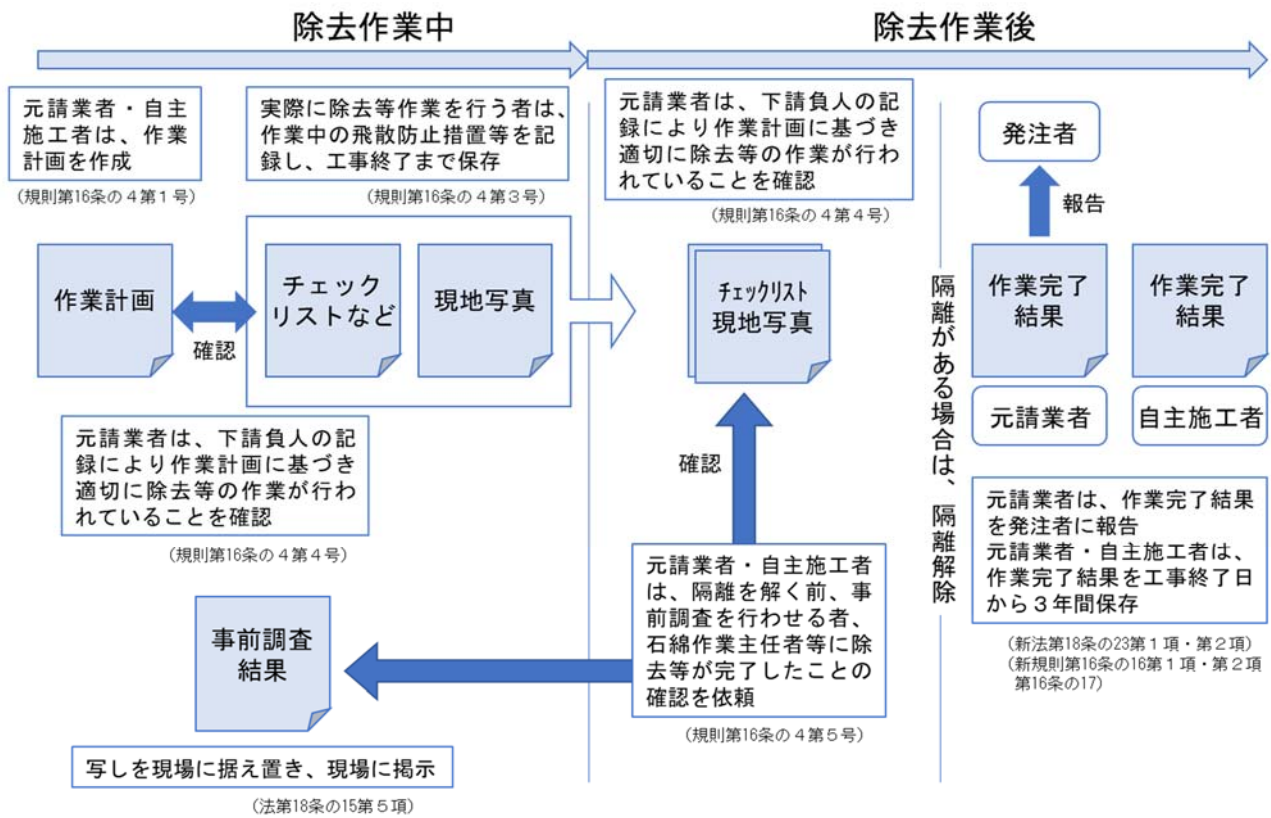 除去作業中
除去作業後
元請業者・自主
施工者は、作業
計画を作成
(規則第16条の4第1号)
実際に除去等作業を行う者は、
作業中の飛散防止措置等を記
録し、工事終了まで保存
(規則第16条の4第3号)
元請業者は、下請負人の記
録により作業計画に基づき
適切に除去等の作業が行わ
れていることを確認
(規則第16条の4第4号)
発注者
報告
作業計画
確認
チェック
リストなど
現地写真
チェックリスト
現地写真
隔離がある場合は、隔離解除
作業完了
結果
作業完了
結果
元請業者
自主施工者
元請業者は、下請負人の記
録により作業計画に基づき
適切に除去等の作業が行わ
れていることを確認
(規則第16条の4第4号)
確認
元請業者・自主施工者
は、隔離を解く前、事
前調査を行わせる者、
石綿作業主任者等に除
去等が完了したことの
確認を依頼
(規則第16条の4第5号)
元請業者は、作業完了結果
を発注者に報告
元請業者・自主施工者は、
作業完了結果を工事終了日
から3年間保存
(新法第18条の23第1項・第2項)
(新規則第16条の16第1項・第2項
第16条の17)
事前調査
結果
写しを現場に据え置き、現場に掲示
(法第18条の15第5項)